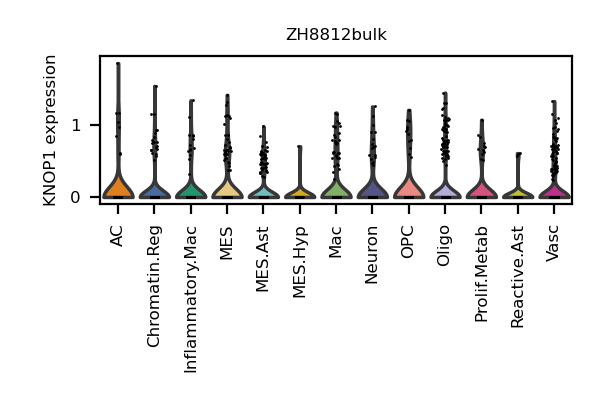 ZH8812bulk
KNOP1 expression
1
0
AC
Chromatin.Reg
Inflammatory.Mac
MES
MES.Ast
MES.Hyp
Mac
Neuron
OPC
Oligo
Prolif.Metab
Reactive.Ast
Vasc